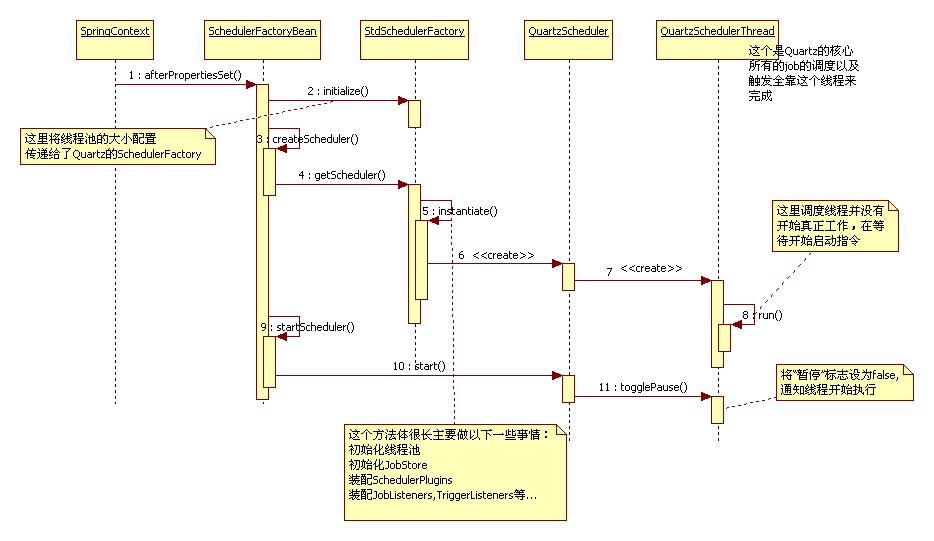 SpringContext
SchedulerFactoryBean
StdSchedulerFactory
QuartzScheduler
QuartzSchedulerThread
这个是Quartz的核心
所有的job的调度以及
触发全靠这个线程来
完成
1 : afterPropertiesSet()
2 : initialize()
这里将线程池的大小配置
传递给了Quartz的SchedulerFactory
3 : createScheduler()
4 : getScheduler()
5 : instantiate()
这里调度线程并没有
开始真正工作，在等
待开始启动指令
6 <<create>>
7 <<create>>
8 : run()
9 : startScheduler()
10 : start()
11 : togglePause()
将“暂停”标志设为false,
通知线程开始执行
这个方法体很长主要做以下一些事情：
初始化线程池
初始化JobStore
装配SchedulerPlugins
装配JobListeners,TriggerListeners等...